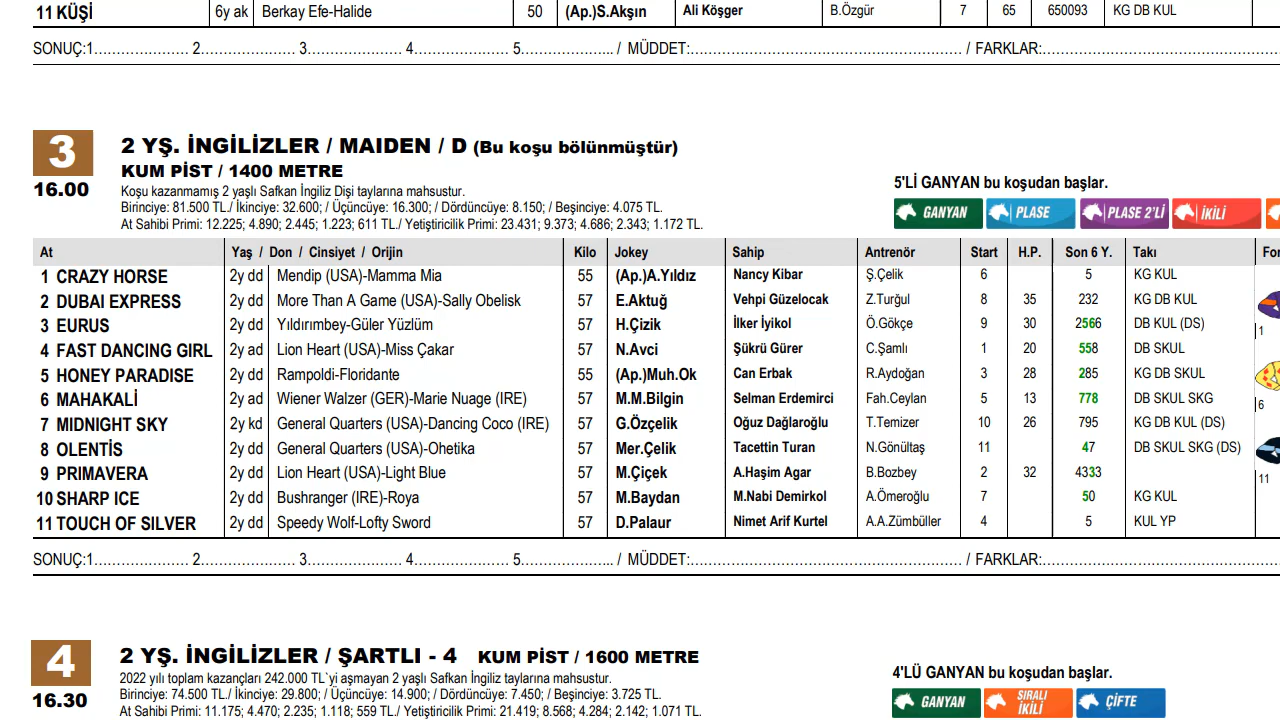 11 KÜŞİ 6y ak Berkay Efe-Halide 50 (Ap.)S.Akşın Ali Köşger B.Özgür 7 65 650093 KG DB KUL
SONUÇ:1..................... 2..................... 3..................... 4..................... 5..................... / MÜDDET:............................................................. / FARKLAR:.....................................................
3 2 YŞ. İNGİLİZLER / MAIDEN / D (Bu koşu bölünmüştür)
KUM PİST / 1400 METRE
16.00 Koşu kazanmamış 2 yaşlı Safkan İngiliz Dişi taylarına mahsustur. 5'Lİ GANYAN bu koşudan başlar.
Birinciye: 81.500 TL./ İkinciye: 32.600; / Üçüncüye: 16.300; / Dördüncüye: 8.150; / Beşinciye: 4.075 TL. GANYAN PLASE PLASE 2'Lİ İKİLİ
At Sahibi Primi: 12.225; 4.890; 2.445; 1.223; 611 TL./ Yetiştiricilik Primi: 23.431; 9.373; 4.686; 2.343; 1.172 TL.
At Yaş / Don / Cinsiyet / Orijin Kilo Jokey Sahip Antrenör Start H.P. Son 6 Y. Takı For
1 CRAZY HORSE 2y dd Mendip (USA)-Mamma Mia 55 (Ap.)A.Yıldız Nancy Kibar Ş.Çelik 6 5 KG KUL
2 DUBAI EXPRESS 2y dd More Than A Game (USA)-Sally Obelisk 57 E.Aktuğ Vehpi Güzelocak Z.Turğul 8 35 232 KG DB KUL
3 EURUS 2y dd Yıldırımbey-Güler Yüzlüm 57 H.Çizik İlker İyikol Ö.Gökçe 9 30 2566 DB KUL (DS) 1
4 FAST DANCING GIRL 2y ad Lion Heart (USA)-Miss Çakar 57 N.Avci Şükrü Gürer C.Şamlı 1 20 558 DB SKUL
5 HONEY PARADISE 2y dd Rampoldi-Floridante 55 (Ap.)Muh.Ok Can Erbak R.Aydoğan 3 28 285 KG DB SKUL
6 MAHAKALİ 2y ad Wiener Walzer (GER)-Marie Nuage (IRE) 57 M.M.Bilgin Selman Erdemirci Fah.Ceylan 5 13 778 DB SKUL SKG 6
7 MIDNIGHT SKY 2y kd General Quarters (USA)-Dancing Coco (IRE) 57 G.Özçelik Oğuz Dağlaroğlu T.Temizer 10 26 795 KG DB KUL (DS)
8 OLENTİS 2y dd General Quarters (USA)-Ohetika 57 Mer.Çelik Tacettin Turan N.Gönültaş 11 47 DB SKUL SKG (DS)
9 PRIMAVERA 2y dd Lion Heart (USA)-Light Blue 57 M.Çiçek A.Haşim Agar B.Bozbey 2 32 4333 11
10 SHARP ICE 2y dd Bushranger (IRE)-Roya 57 M.Baydan M.Nabi Demirkol A.Ömeroğlu 7 50 KG KUL
11 TOUCH OF SILVER 2y dd Speedy Wolf-Lofty Sword 57 D.Palaur Nimet Arif Kurtel A.A.Zümbüller 4 5 KUL YP
SONUÇ:1..................... 2..................... 3..................... 4..................... 5..................... / MÜDDET:............................................................. / FARKLAR:.....................................................
4 2 YŞ. İNGİLİZLER / ŞARTLI - 4 KUM PİST / 1600 METRE
2022 yılı toplam kazançları 242.000 TL`yi aşmayan 2 yaşlı Safkan İngiliz taylarına mahsustur. 4'LÜ GANYAN bu koşudan başlar.
16.30 Birinciye: 74.500 TL./ İkinciye: 29.800; / Üçüncüye: 14.900; / Dördüncüye: 7.450; / Beşinciye: 3.725 TL. GANYAN SIRALI İKİLİ ÇİFTE
At Sahibi Primi: 11.175; 4.470; 2.235; 1.118; 559 TL./ Yetiştiricilik Primi: 21.419; 8.568; 4.284; 2.142; 1.071 TL.